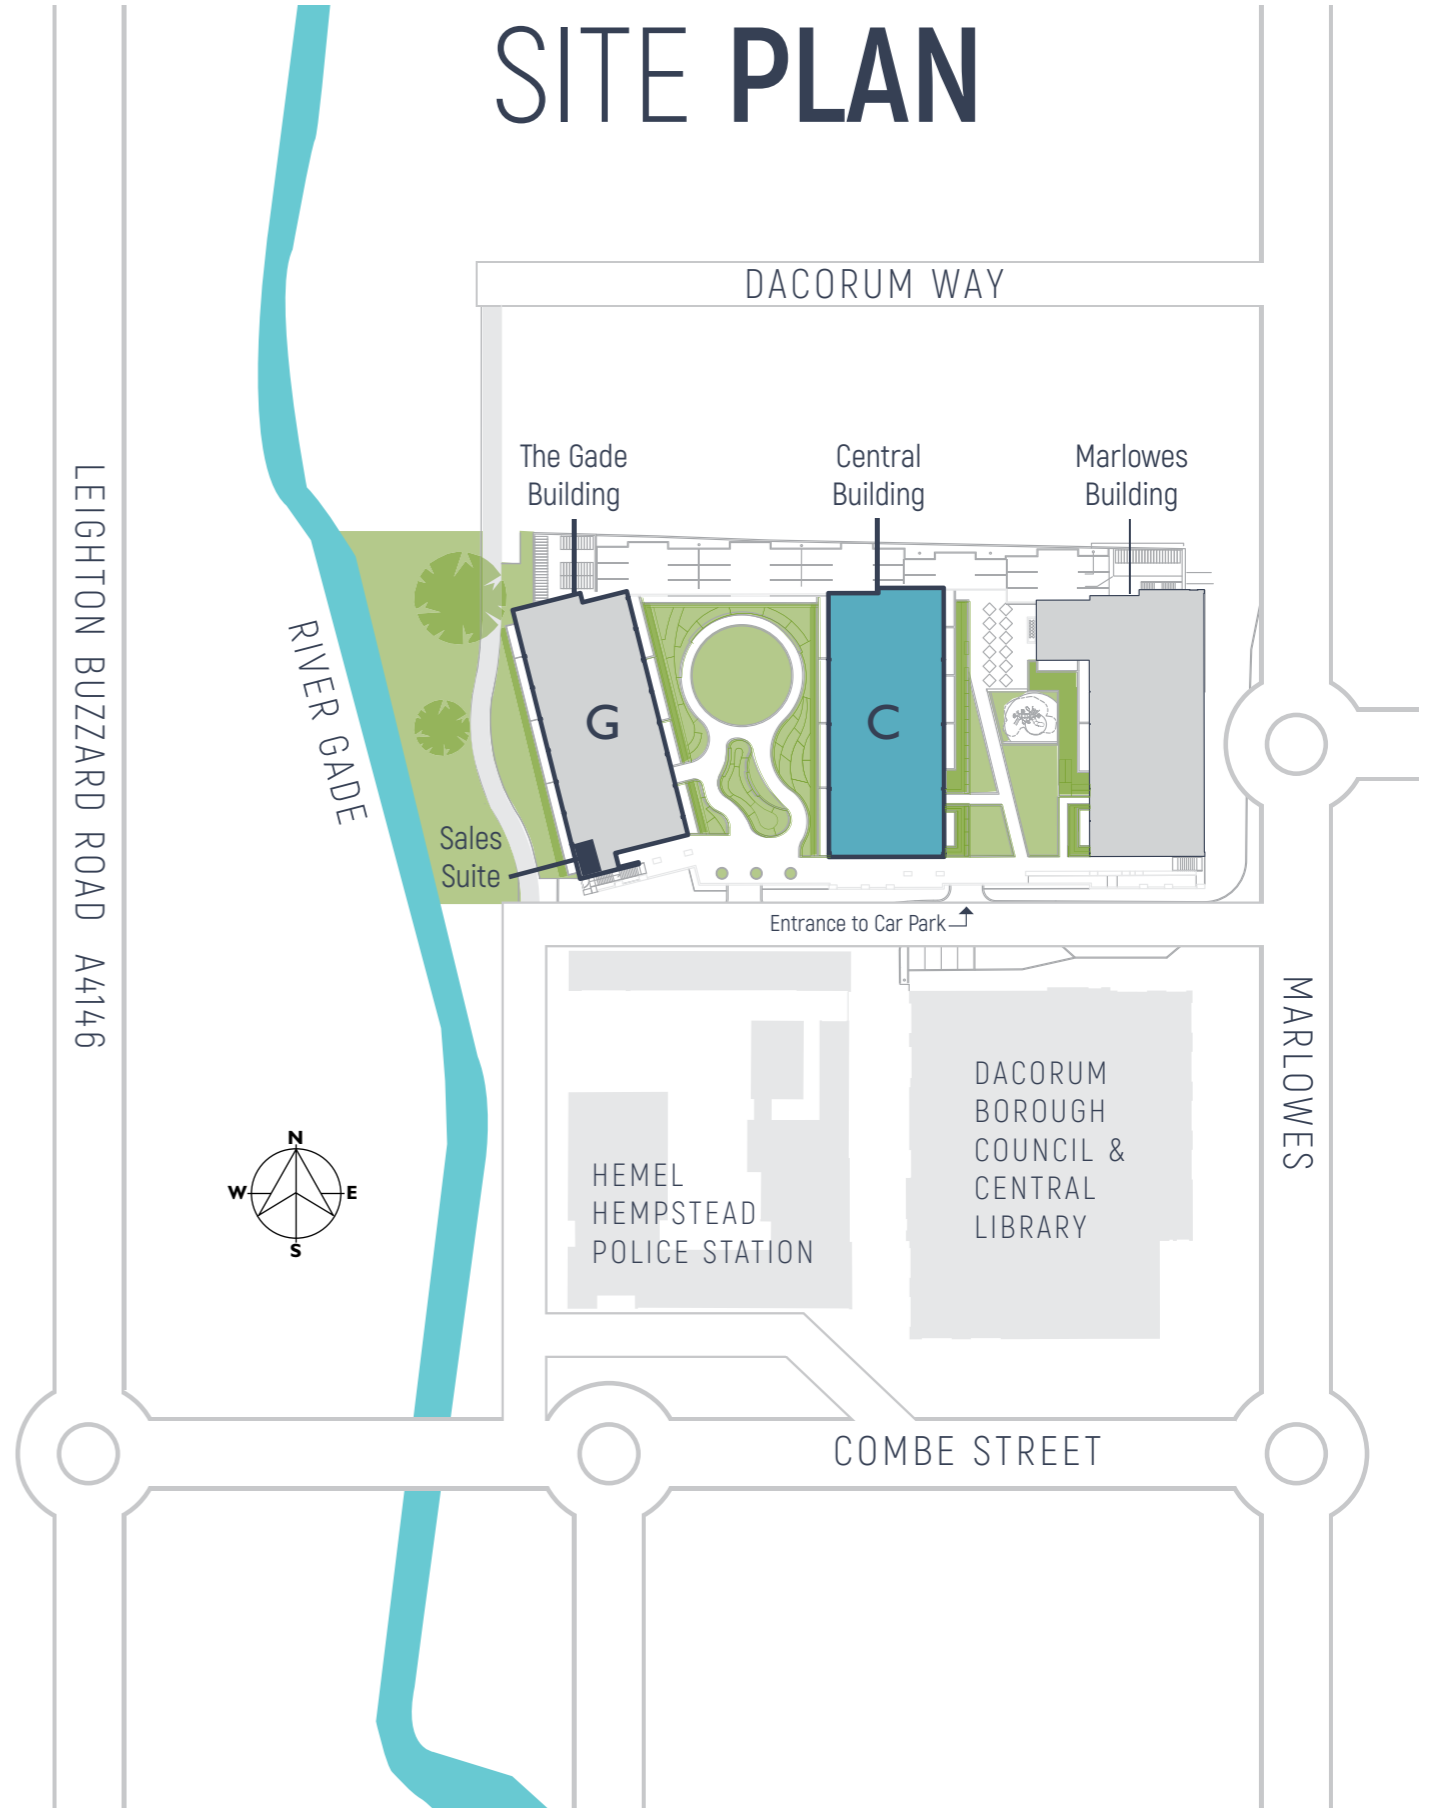 SITE PLAN
DACORUM WAY
The Gade
Building
Central
Building
Marlowes
Building
LEIGHTON BUZZARD ROAD A4146
RIVER GADE
G
C
Sales
Suite
Entrance to Car Park
MARLOWES
DACORUM
BOROUGH
COUNCIL &
CENTRAL
LIBRARY
N
W
E
S
HEMEL
HEMPSTEAD
POLICE STATION
COMBE STREET